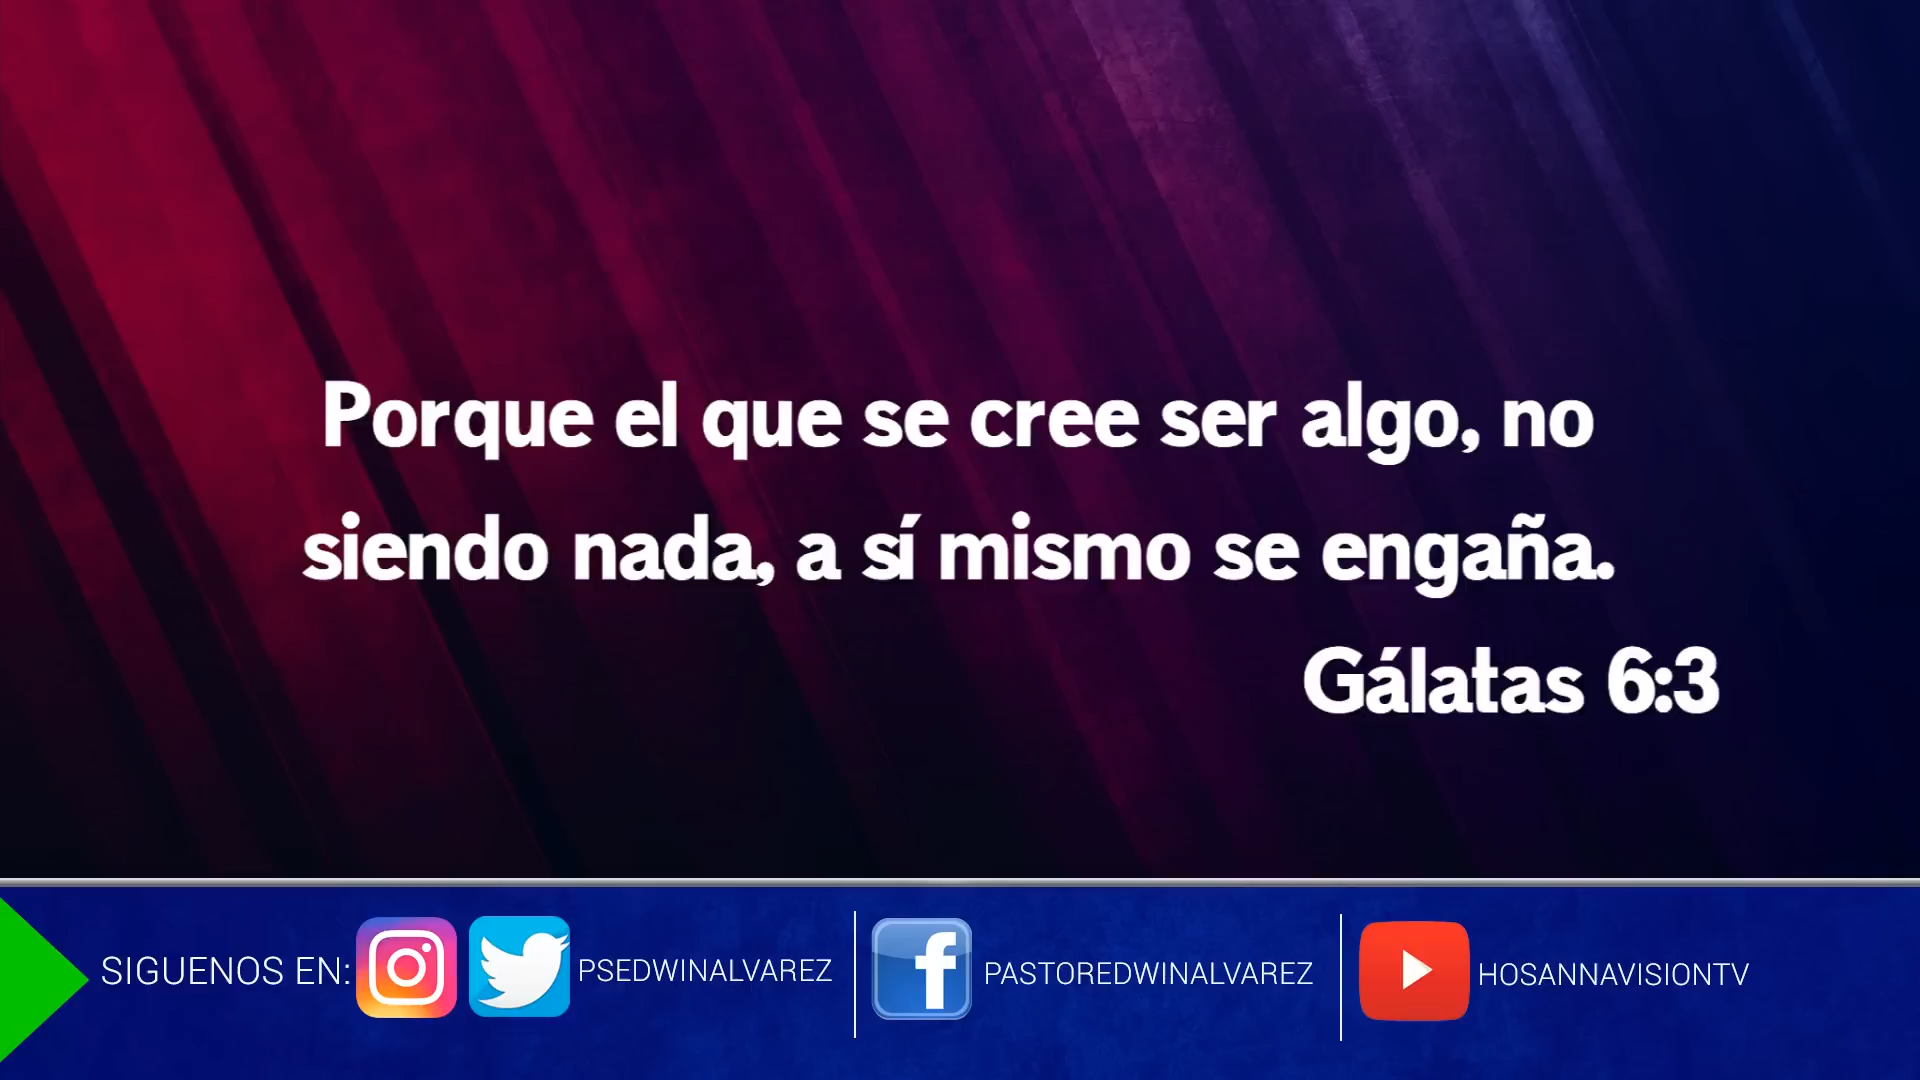 Porque el que se cree ser algo, no
siendo nada, a sí mismo se engaña.
Gálatas 6:3
SIGUENOS EN: PSEDWINALVAREZ PASTOREDWINALVAREZ HOSANNAVISIONTV